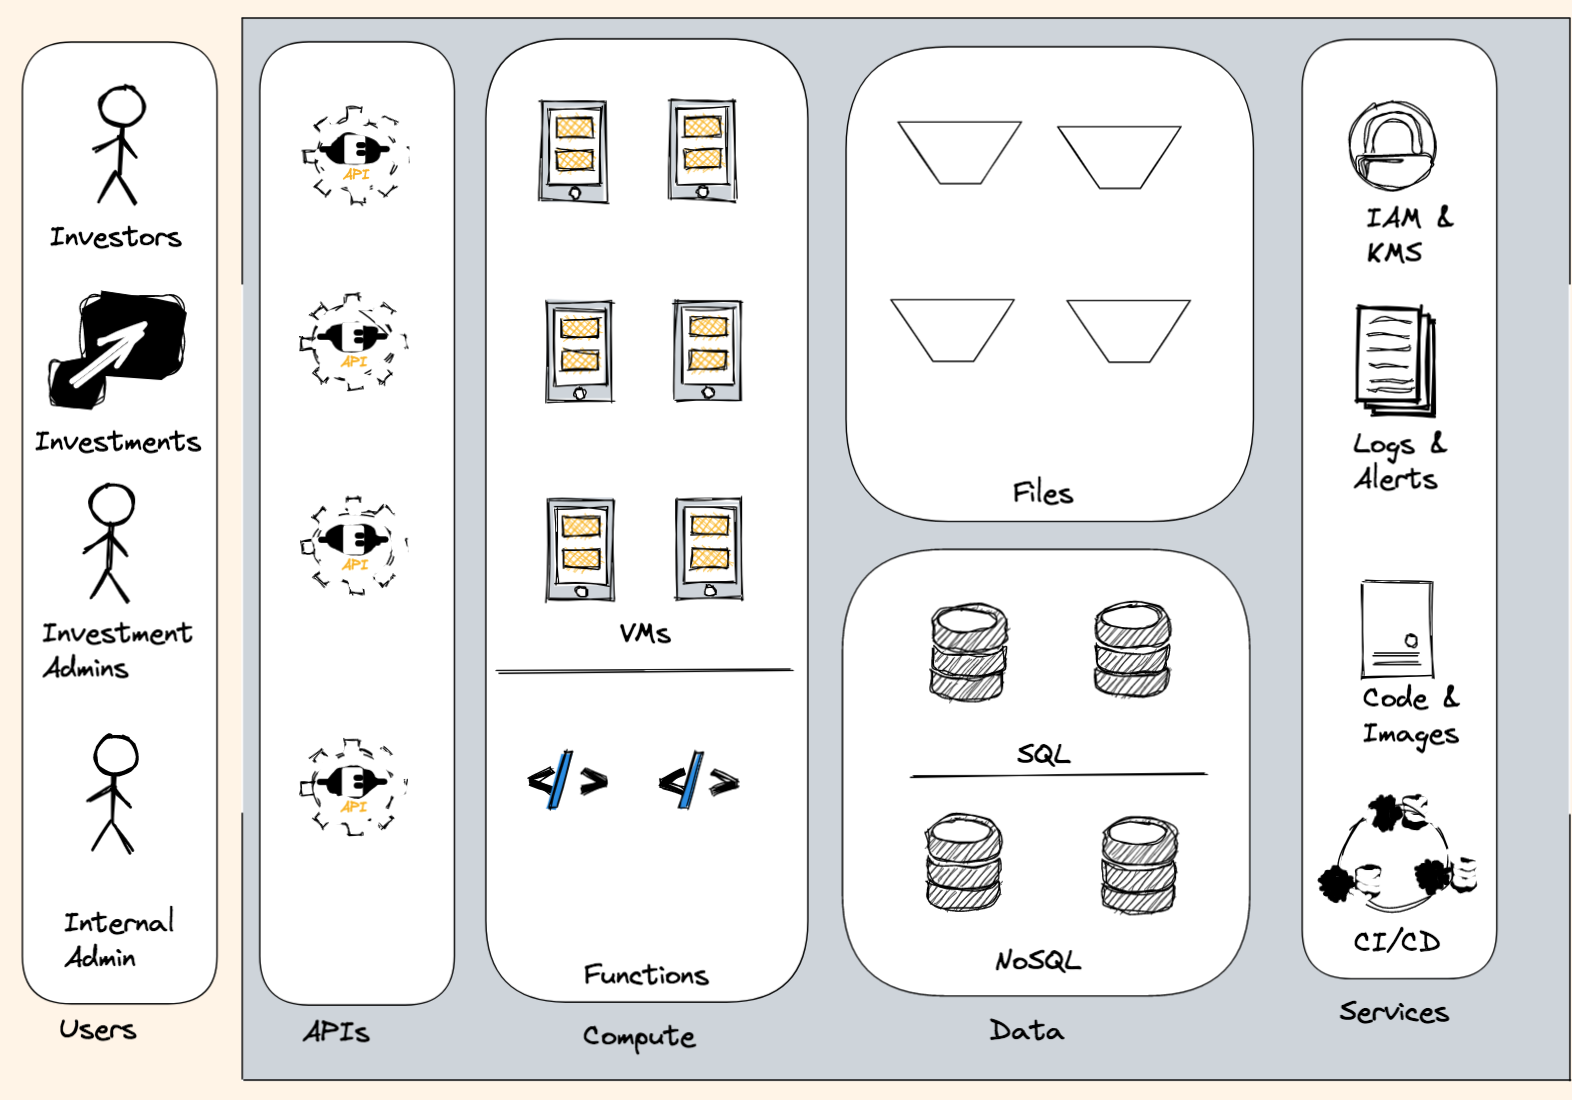 Investors
Investments
Investment
Admins
Internal
Admin
Users
API
API
API
API
APIs
VMs
Functions
Compute
Files
SQL
NoSQL
Data
IAM &
KMS
Logs &
Alerts
Code &
Images
CI/CD
Services